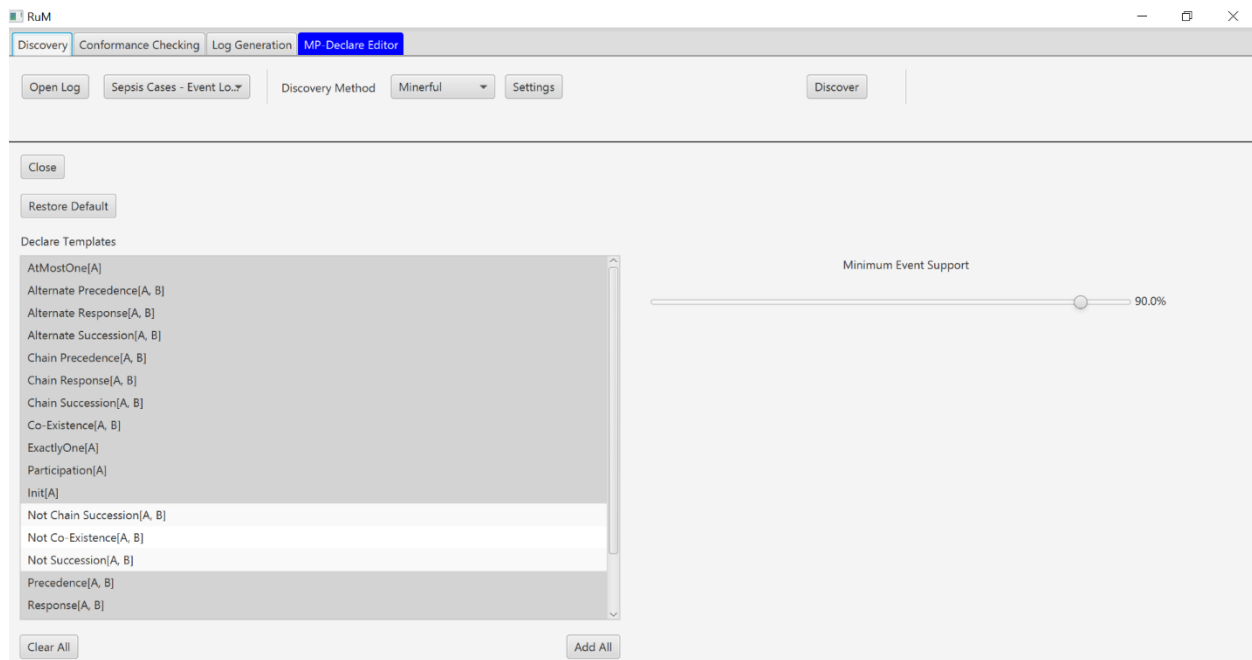 RuM
Discovery Conformance Checking Log Generation MP-Declare Editor
Open Log Sepsis Cases - Event Lo... Discovery Method Minerful Settings Discover
Close
Restore Default
Declare Templates
Minimum Event Support
90.0%
AtMostOne[A]
Alternate Precedence[A, B]
Alternate Response[A, B]
Alternate Succession[A, B]
Chain Precedence[A, B]
Chain Response[A, B]
Chain Succession[A, B]
Co-Existence[A, B]
ExactlyOne[A]
Participation[A]
Init[A]
Not Chain Succession[A, B]
Not Co-Existence[A, B]
Not Succession[A, B]
Precedence[A, B]
Response[A, B]
Clear All Add All